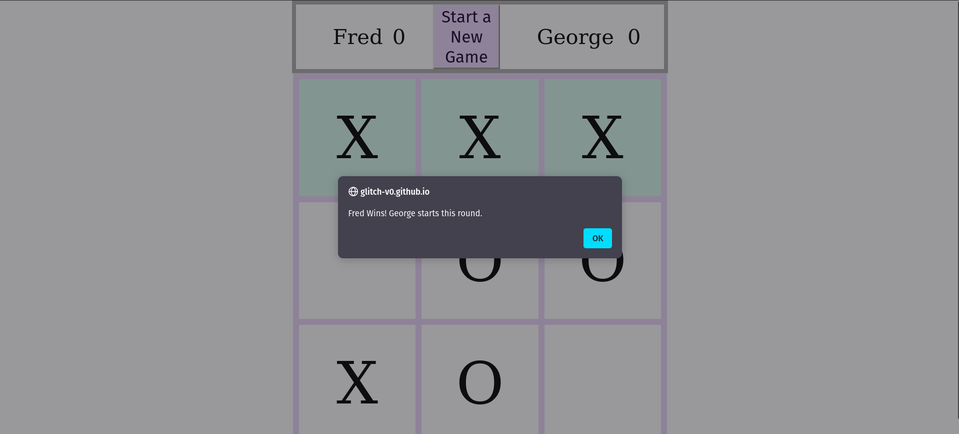 Fred 0
Start a
New
Game
George 0
X X X
glitch-v0.github.io
Fred Wins! George starts this round.
OK
O O
X O